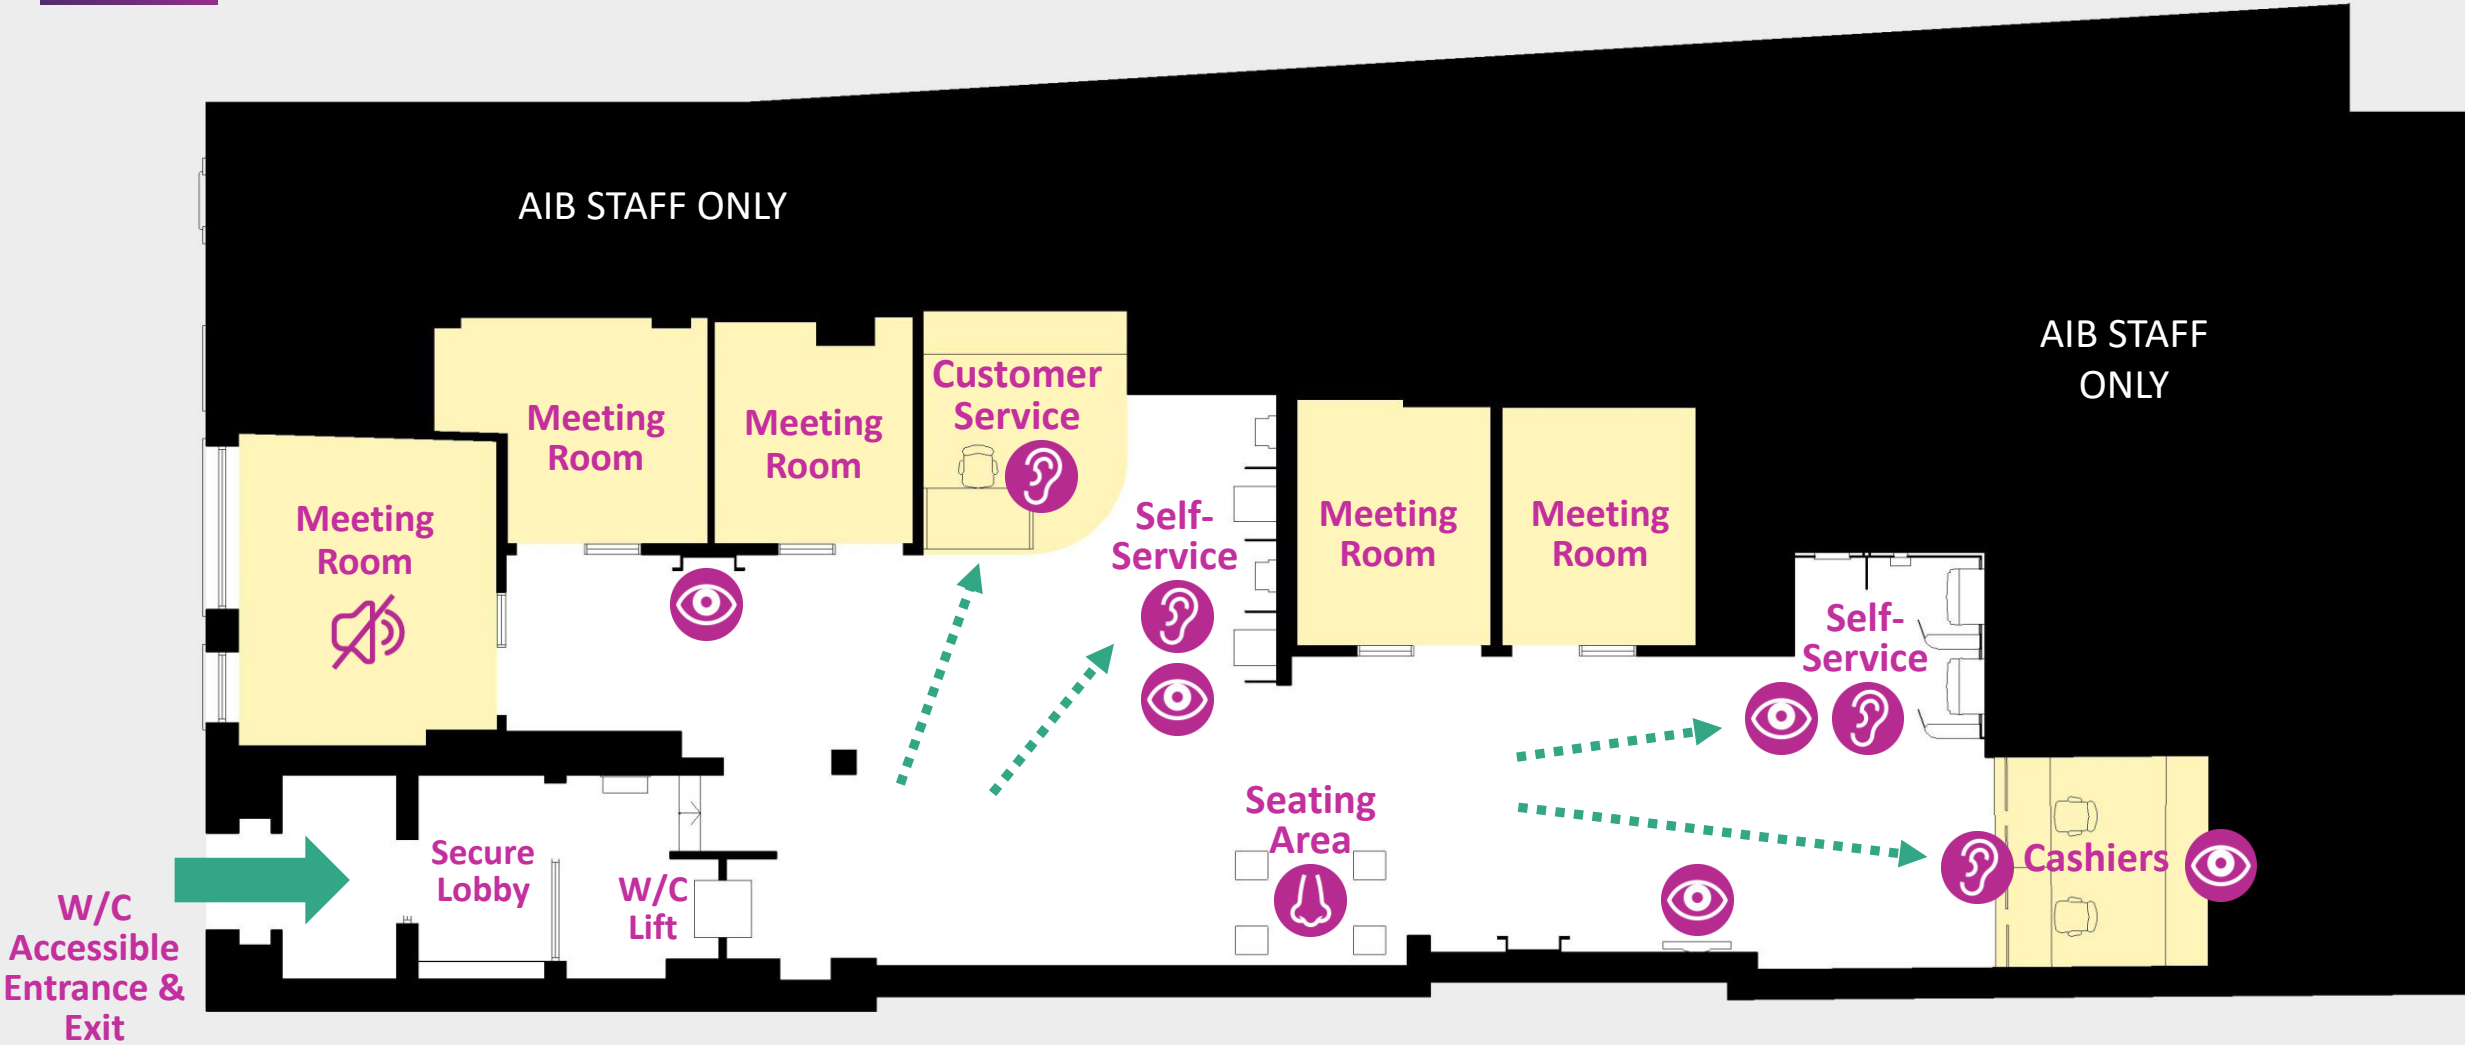 AIB STAFF ONLY
AIB STAFF
ONLY
Customer
Service
Meeting
Room
Meeting
Room
Meeting
Room
Self-
Service
Meeting
Room
Meeting
Room
Self-
Service
Seating
Area
Secure
Lobby
W/C
Lift
Cashiers
W/C
Accessible
Entrance &
Exit